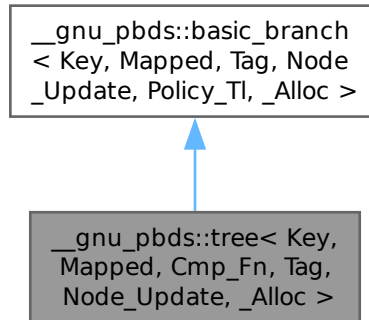 __gnu_pbds::basic_branch
< Key, Mapped, Tag, Node
_Update, Policy_Tl, _Alloc >
__gnu_pbds::tree< Key,
Mapped, Cmp_Fn, Tag,
Node_Update, _Alloc >